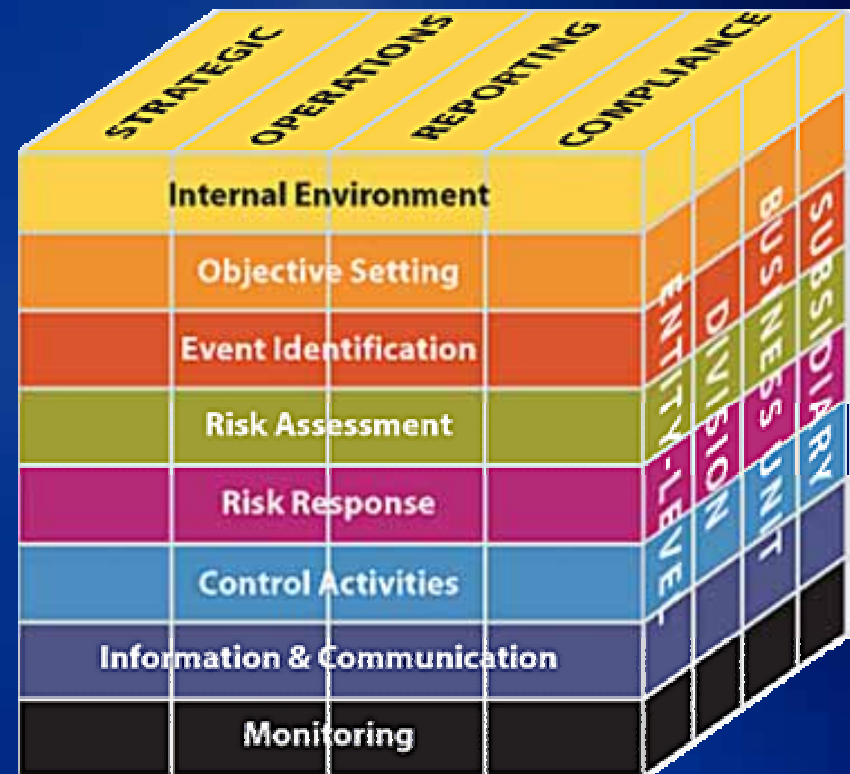 STRATEGIC
OPERATIONS
REPORTING
COMPLIANCE
Internal Environment
Objective Setting
Event Identification
Risk Assessment
Risk Response
Control Activities
Information & Communication
Monitoring
ENTITY-LEVEL
DIVISION
BUSINESS UNIT
SUBSIDIARY